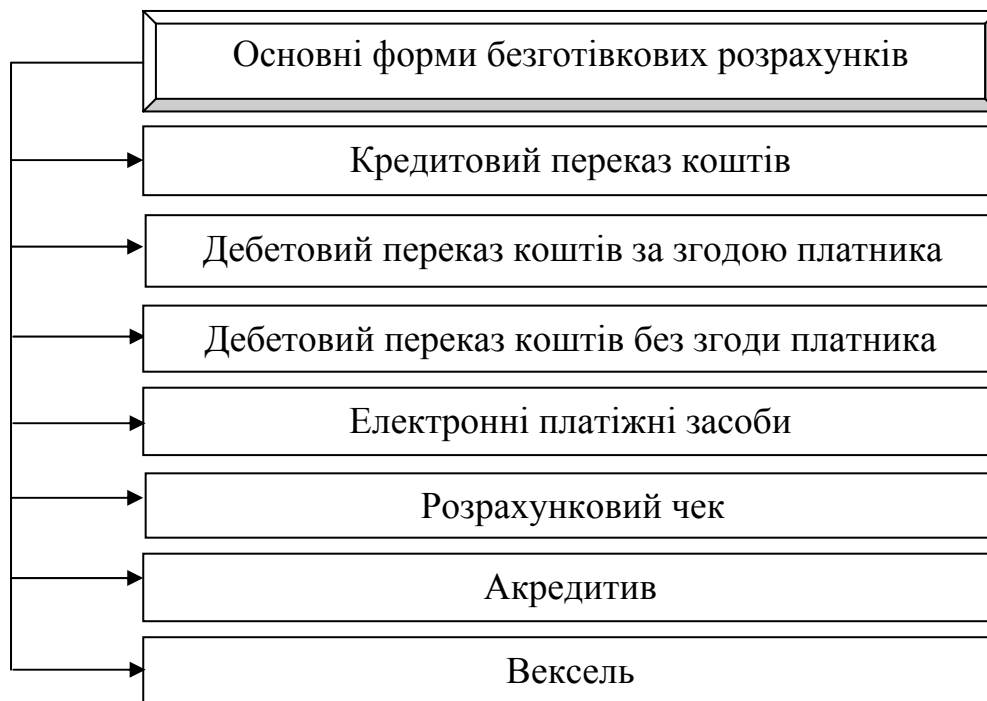 Основні форми безготівкових розрахунків
Кредитовий переказ коштів
Дебетовий переказ коштів за згодою платника
Дебетовий переказ коштів без згоди платника
Електронні платіжні засоби
Розрахунковий чек
Акредитив
Вексель